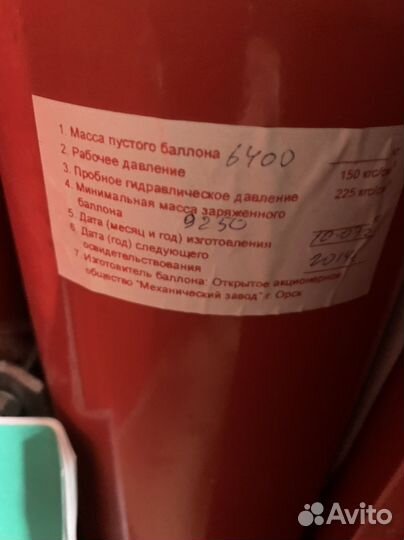 1. Масса пустого баллона 6400
2. Рабочее давление 150 кгс/см
3. Пробное гидравлическое давление 225 кгс/см
4. Минимальная масса заряженного
баллона 9250
5. Дата (месяц и год) изготовления
6. Дата (год) следующего
освидетельствования 2014
7. Изготовитель баллона: Открытое акционерное
общество "Механический завод" г. Орск
Avito